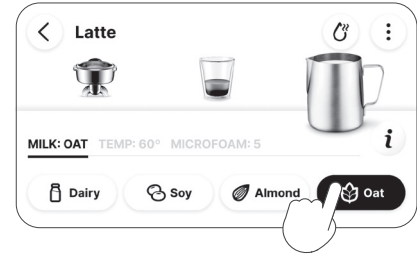 Latte
MILK: OAT TEMP: 60° MICROFOAM: 5
i
Dairy Soy Almond Oat